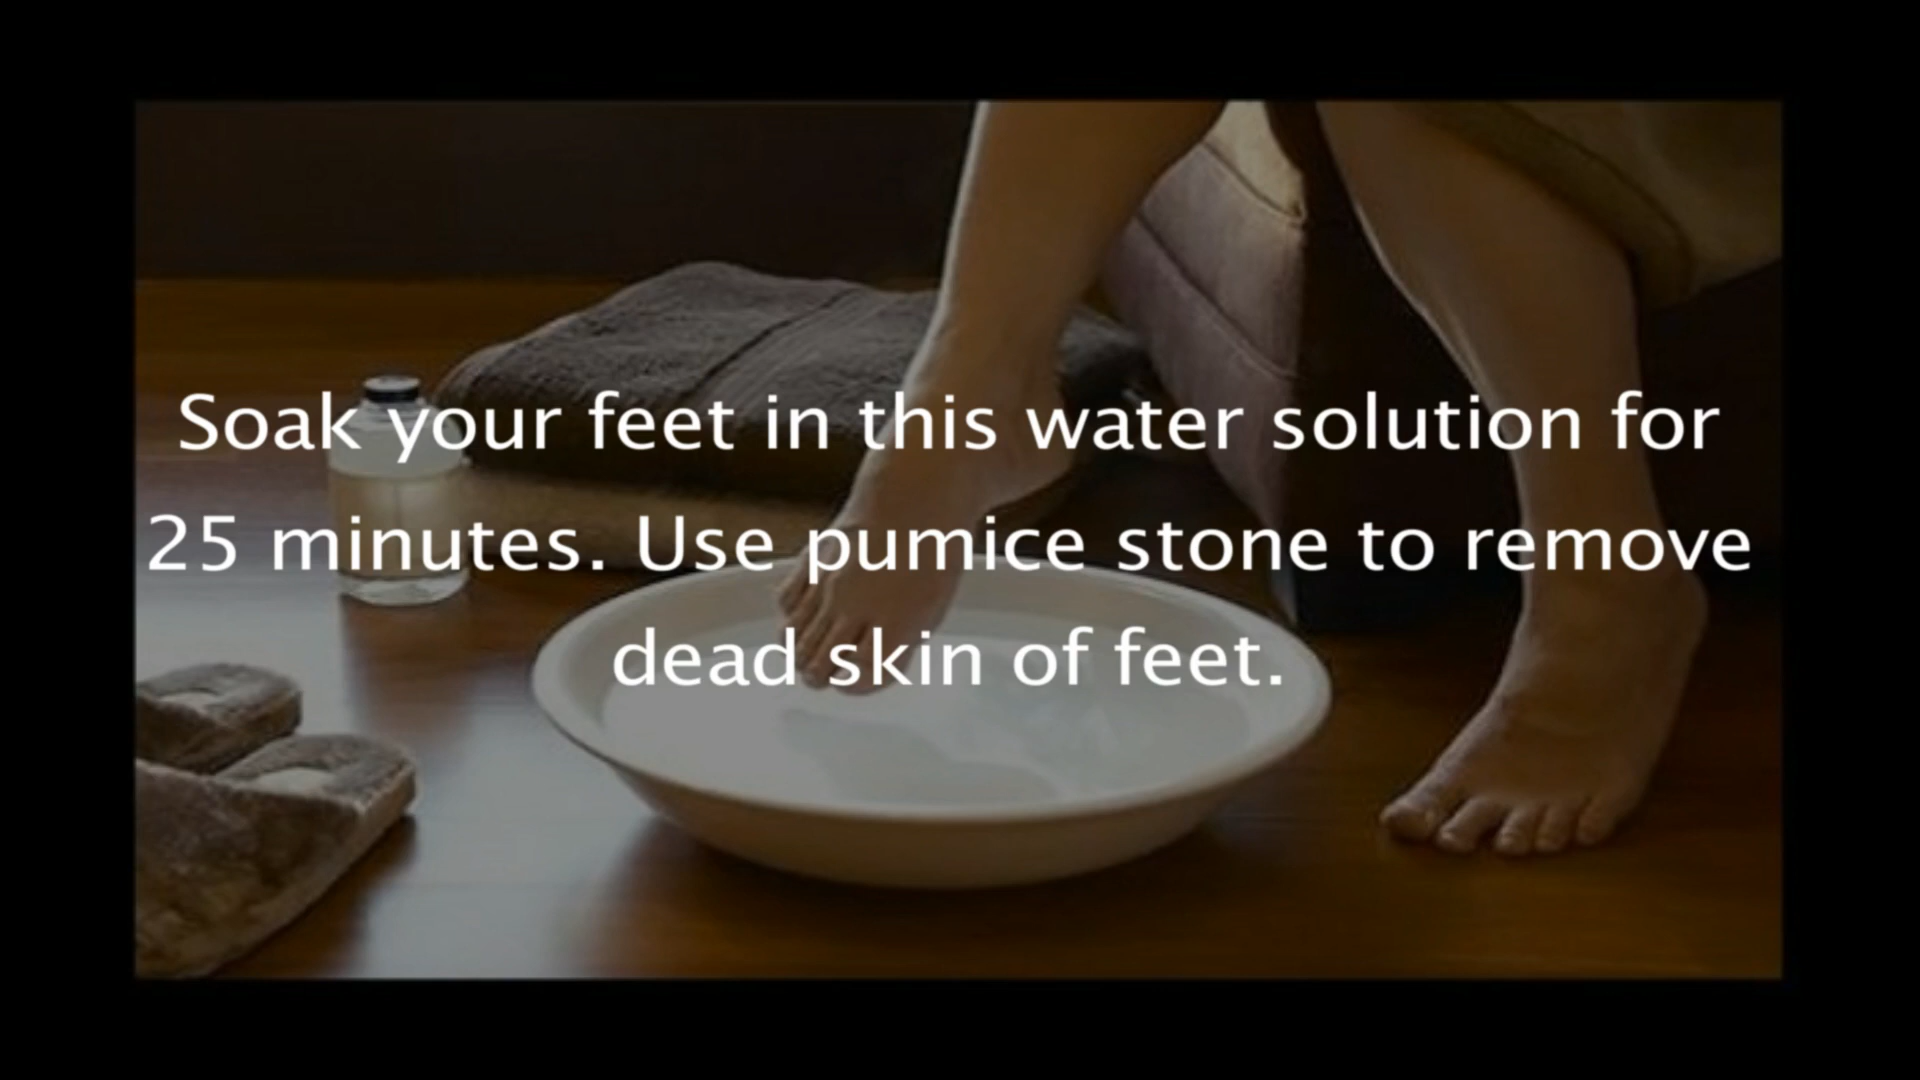 Soak your feet in this water solution for
25 minutes. Use pumice stone to remove
dead skin of feet.